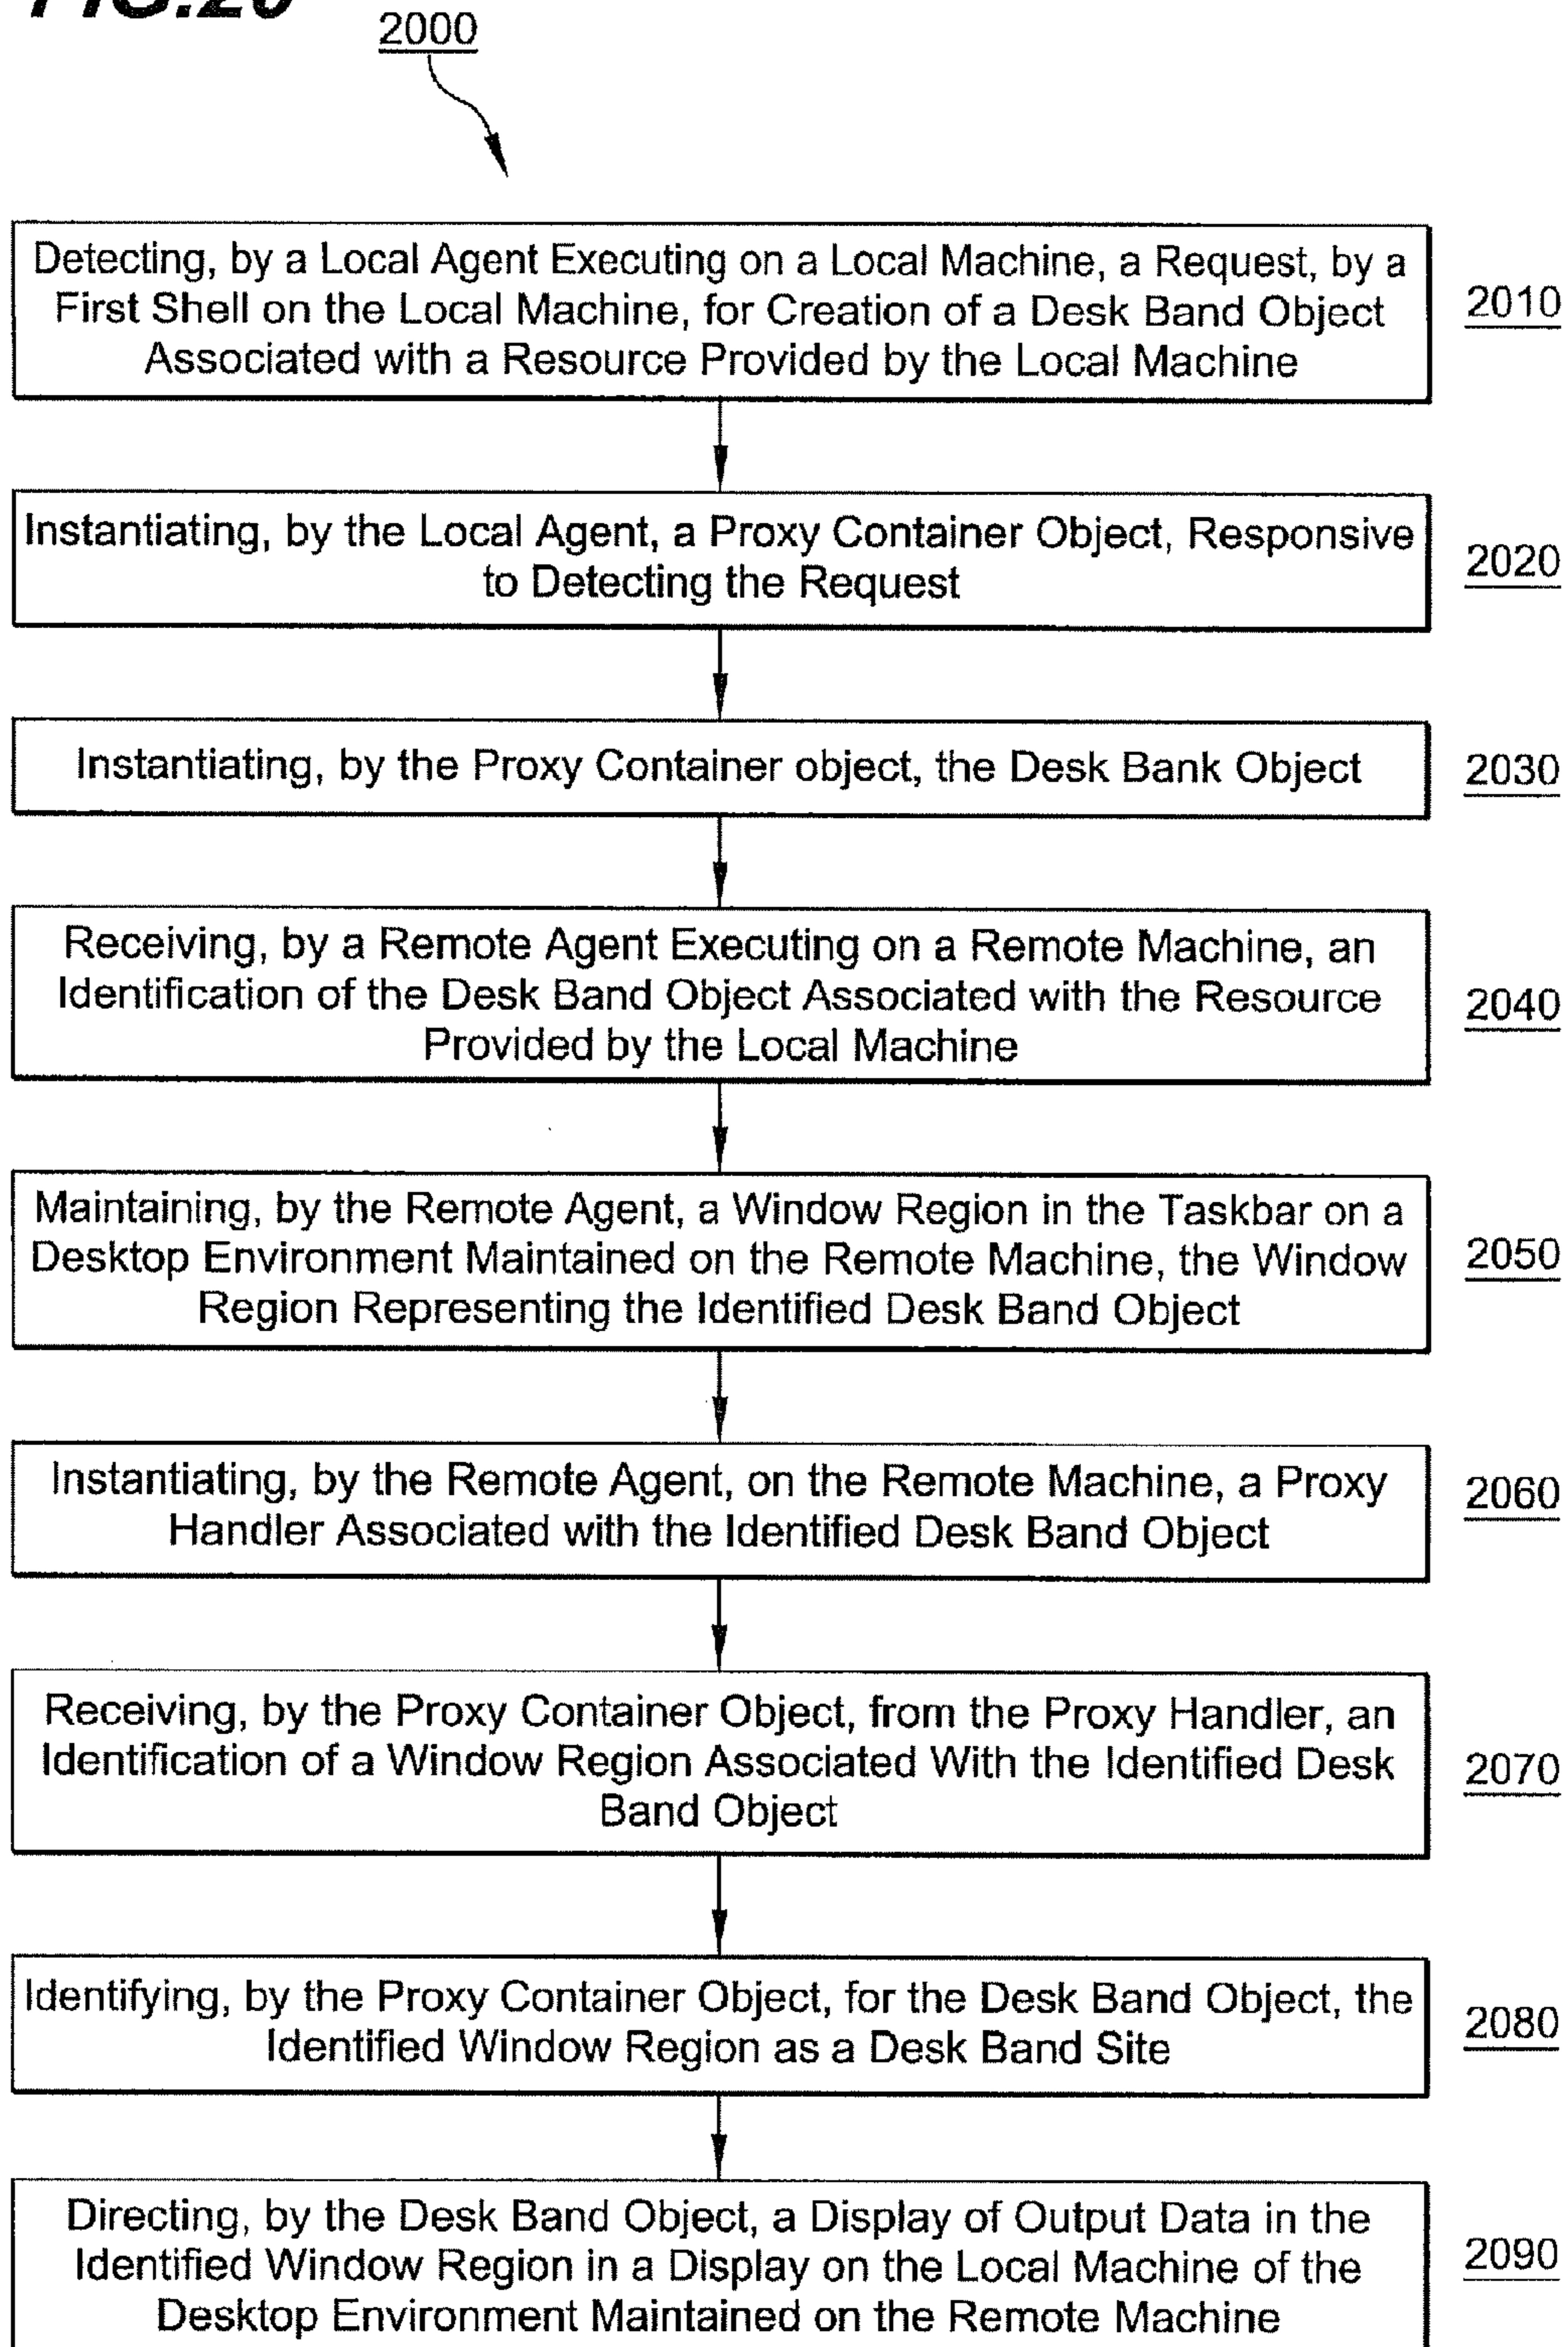 FIG.20
2000
Detecting, by a Local Agent Executing on a Local Machine, a Request, by a
First Shell on the Local Machine, for Creation of a Desk Band Object
Associated with a Resource Provided by the Local Machine
2010
Instantiating, by the Local Agent, a Proxy Container Object, Responsive
to Detecting the Request
2020
Instantiating, by the Proxy Container object, the Desk Bank Object
2030
Receiving, by a Remote Agent Executing on a Remote Machine, an
Identification of the Desk Band Object Associated with the Resource
Provided by the Local Machine
2040
Maintaining, by the Remote Agent, a Window Region in the Taskbar on a
Desktop Environment Maintained on the Remote Machine, the Window
Region Representing the Identified Desk Band Object
2050
Instantiating, by the Remote Agent, on the Remote Machine, a Proxy
Handler Associated with the Identified Desk Band Object
2060
Receiving, by the Proxy Container Object, from the Proxy Handler, an
Identification of a Window Region Associated With the Identified Desk
Band Object
2070
Identifying, by the Proxy Container Object, for the Desk Band Object, the
Identified Window Region as a Desk Band Site
2080
Directing, by the Desk Band Object, a Display of Output Data in the
Identified Window Region in a Display on the Local Machine of the
Desktop Environment Maintained on the Remote Machine
2090